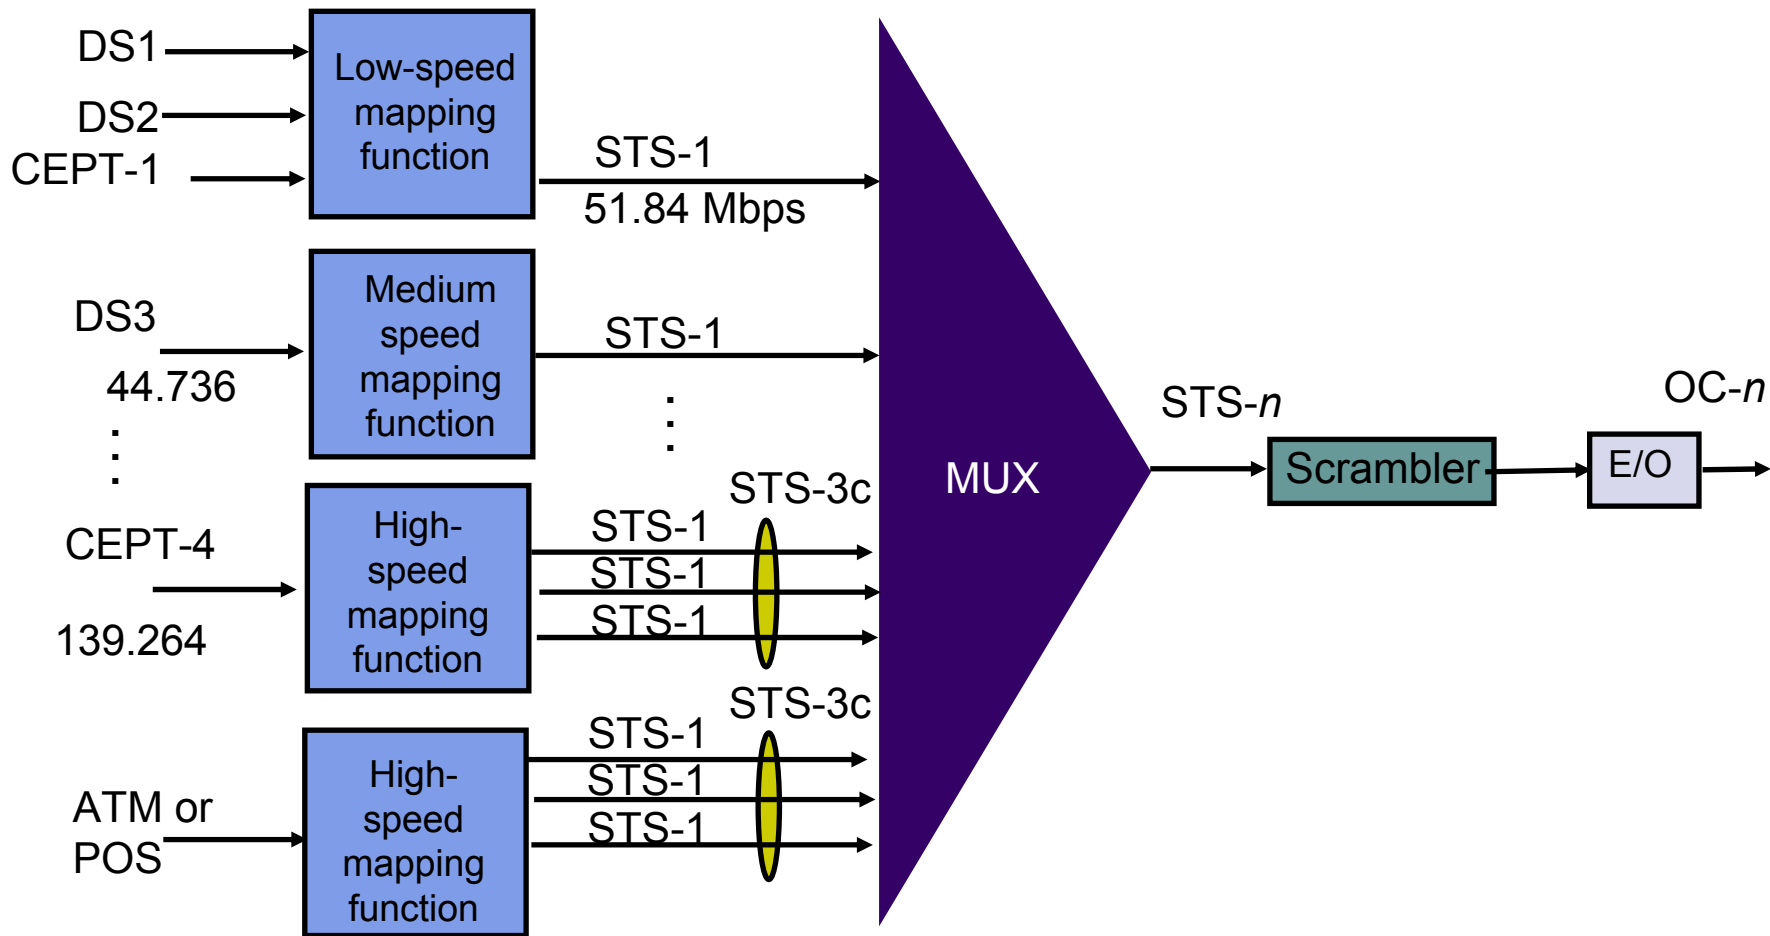 DS1
DS2
CEPT-1
Low-speed
mapping
function
STS-1
51.84 Mbps
DS3
44.736
Medium
speed
mapping
function
STS-1
CEPT-4
139.264
High-
speed
mapping
function
STS-3c
STS-1
STS-1
STS-1
ATM or
POS
High-
speed
mapping
function
STS-3c
STS-1
STS-1
STS-1
MUX
STS-n
Scrambler
E/O
OC-n